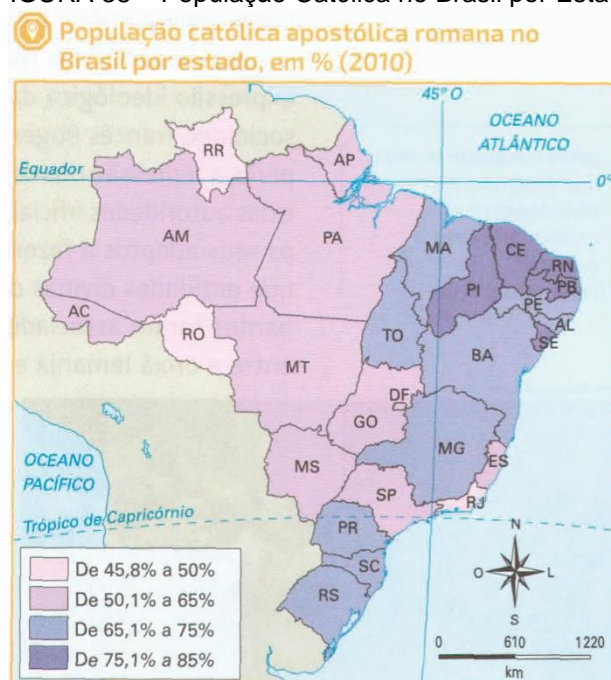 População católica apostólica romana no
Brasil por estado, em % (2010)
45° O
OCEANO
ATLÂNTICO
RR
AP
Equador
0°
AM
PA
MA
CE
RN
PB
PI
PE
AC
AL
TO
SE
RO
BA
MT
DF
GO
MG
OCEANO
PACÍFICO
MS
ES
SP
RJ
Trópico de Capricórnio
PR
SC
RS
N
O
L
S
De 45,8% a 50%
De 50,1% a 65%
De 65,1% a 75%
De 75,1% a 85%
0 610 1220
km